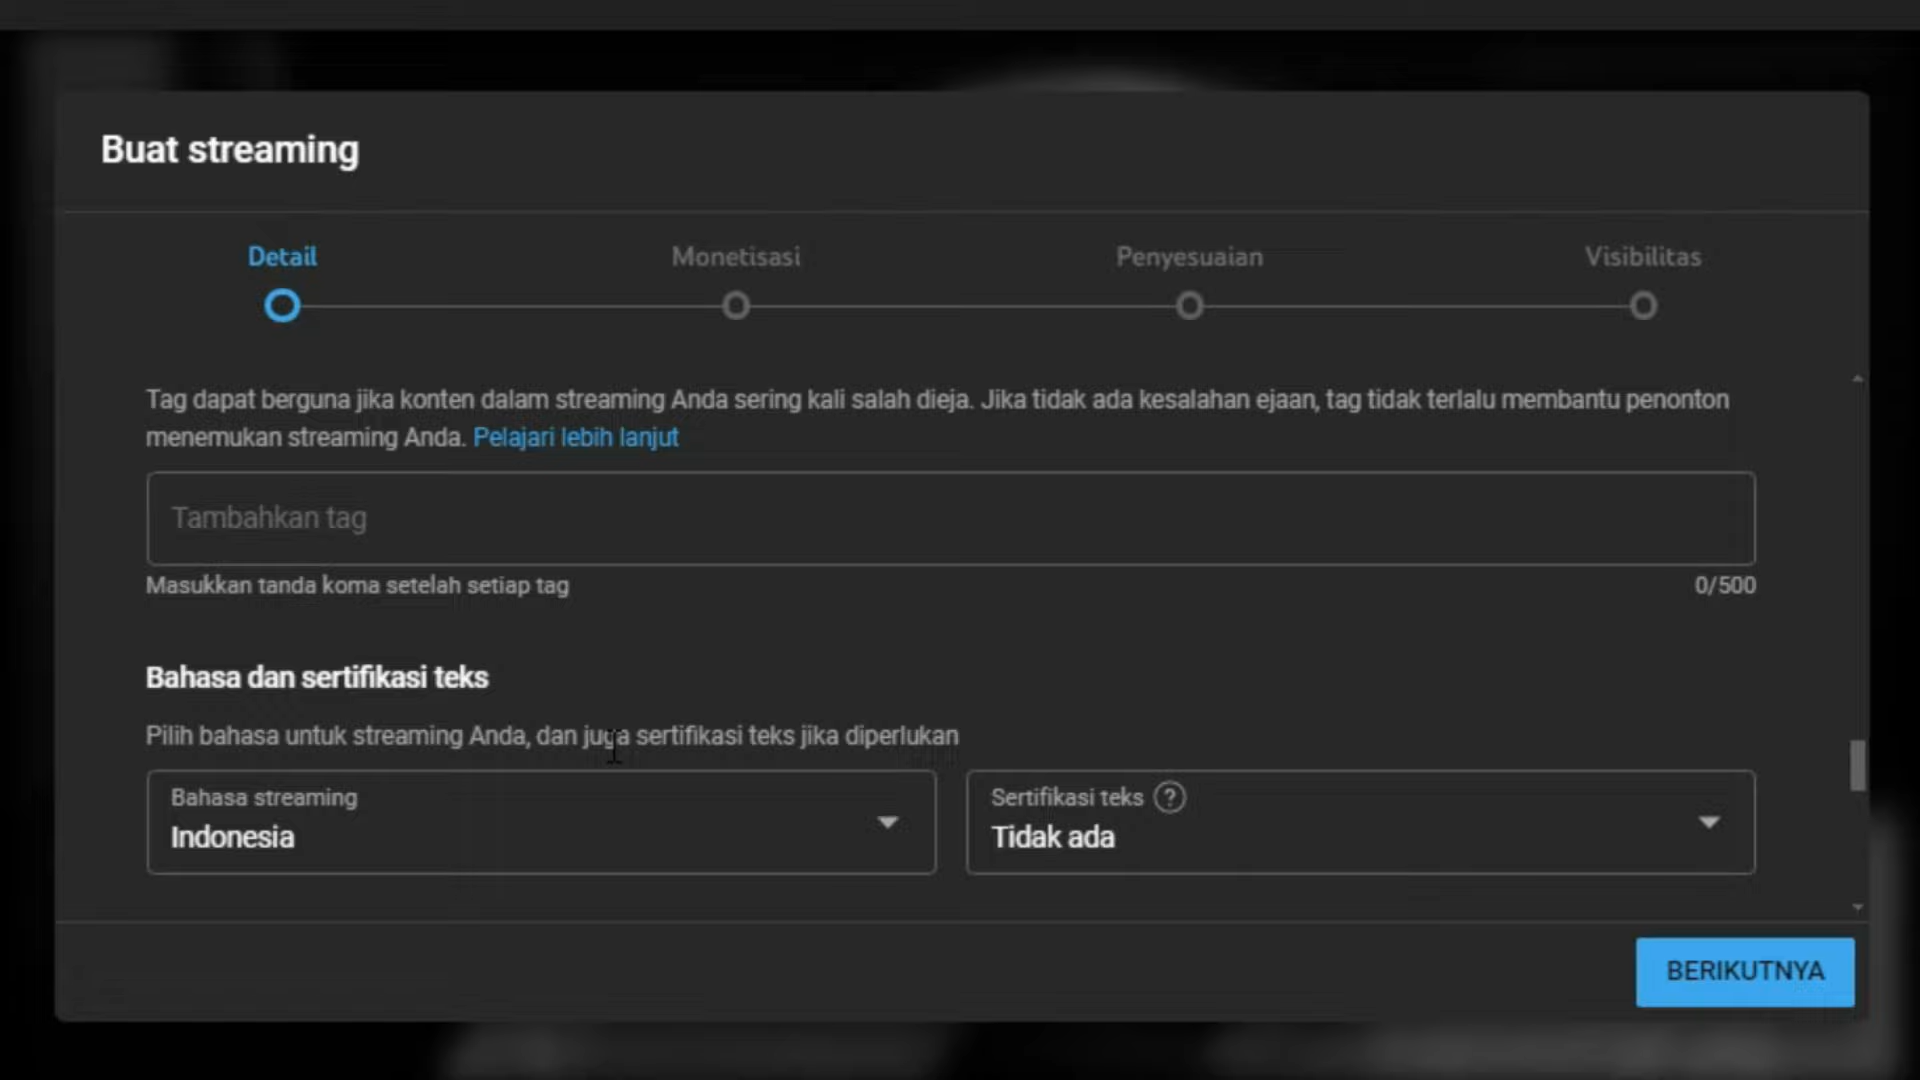 Buat streaming
Detail
Monetisasi
Penyesuaian
Visibilitas
Tag dapat berguna jika konten dalam streaming Anda sering kali salah dieja. Jika tidak ada kesalahan ejaan, tag tidak terlalu membantu penonton
menemukan streaming Anda. Pelajari lebih lanjut
Tambahkan tag
Masukkan tanda koma setelah setiap tag
0/500
Bahasa dan sertifikasi teks
Pilih bahasa untuk streaming Anda, dan juga sertifikasi teks jika diperlukan
Bahasa streaming
Indonesia
Sertifikasi teks ?
Tidak ada
BERIKUTNYA